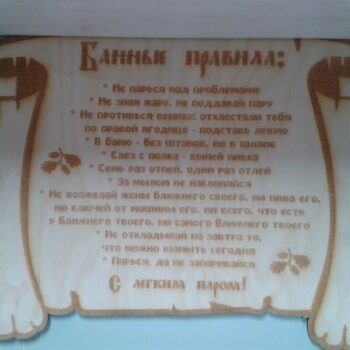 Банные правила:
* Не парься над проблемами
* Не зная жару, не поддавай пару
* Не противься венику: отхлестали тебя
по правой ягодице - подставь левую
* В баню - без штанов, но в шляпе
* Слез с полка - выпей пивка
* Семь раз отпей, один раз отлей
* За мылом не наклоняйся
* Не возжелай жены ближнего своего, ни пива его,
ни ключей от машины его, ни всего, что есть
у ближнего твоего, ни самого ближнего твоего
* Не откладывай на завтра то,
что можно вымыть сегодня
* Парься, да не запаривайся
С легким паром!